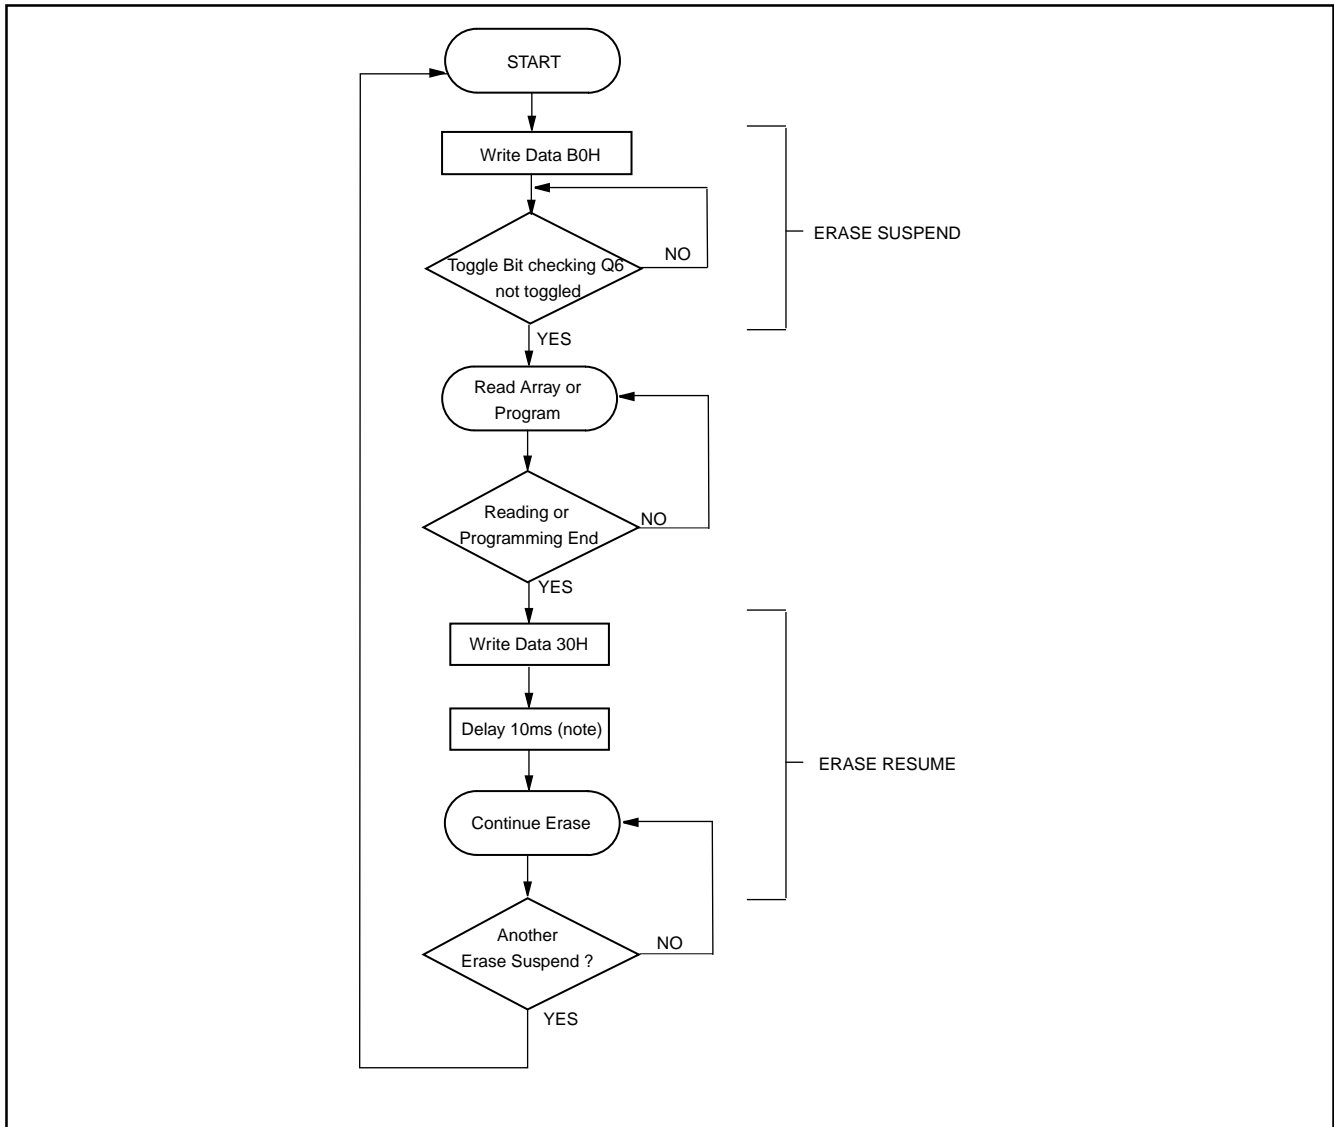 START
Write Data B0H
ERASE SUSPEND
NO
Toggle Bit checking Q6
not toggled
YES
Read Array or
Program
Reading or
NO
Programming End
YES
Write Data 30H
Delay 10ms (note)
ERASE RESUME
Continue Erase
Another
NO
Erase Suspend ?
YES